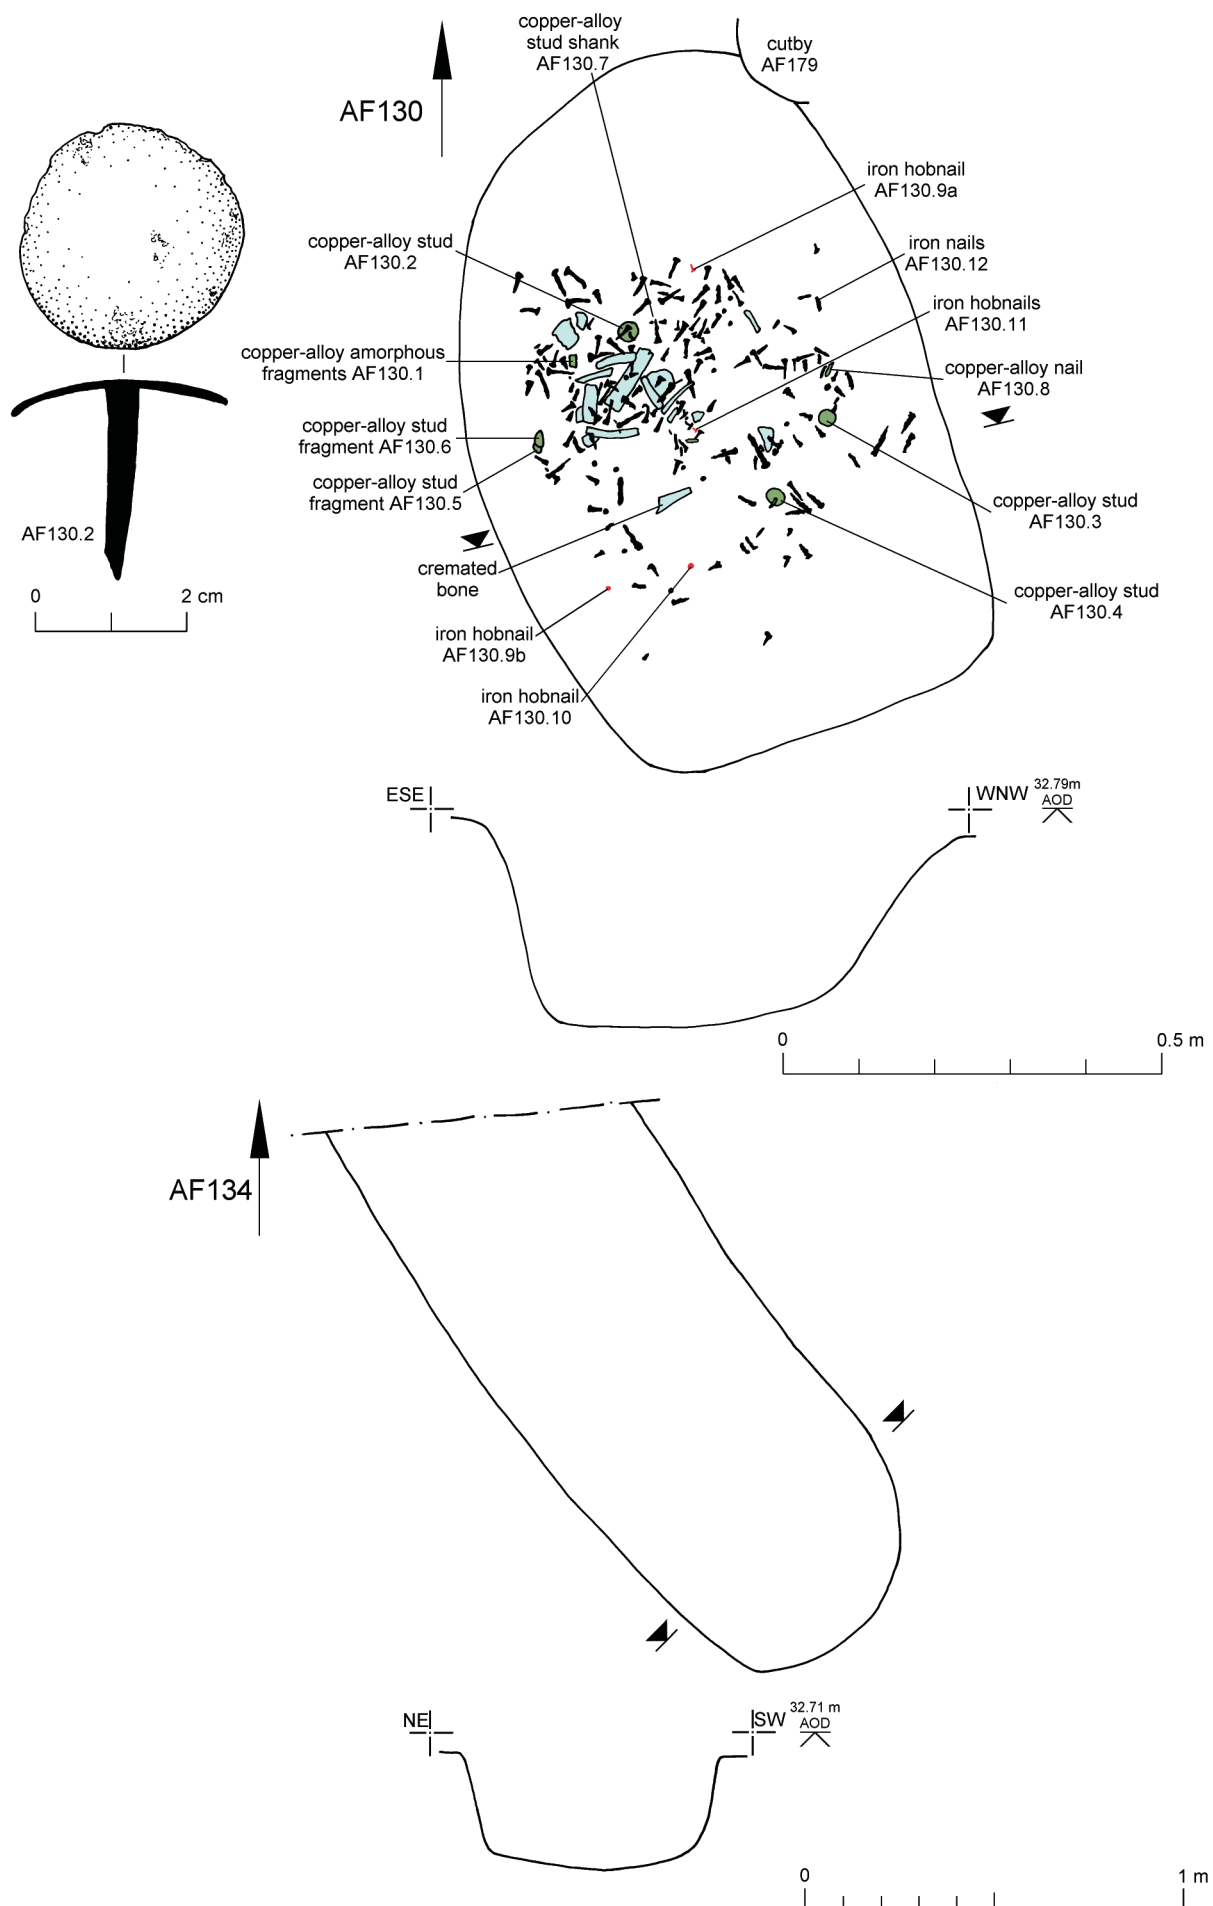 copper-alloy
stud shank
AF130.7
cutby
AF179
AF130
iron hobnail
AF130.9a
copper-alloy stud
AF130.2
iron nails
AF130.12
iron hobnails
AF130.11
copper-alloy amorphous
fragments AF130.1
copper-alloy nail
AF130.8
copper-alloy stud
fragment AF130.6
copper-alloy stud
fragment AF130.5
copper-alloy stud
AF130.3
AF130.2
cremated
bone
copper-alloy stud
AF130.4
0 2 cm
iron hobnail
AF130.9b
iron hobnail
AF130.10
ESE
WNW
32.79m
AOD
0 0.5 m
AF134
NE
SW
32.71 m
AOD
0 1 m